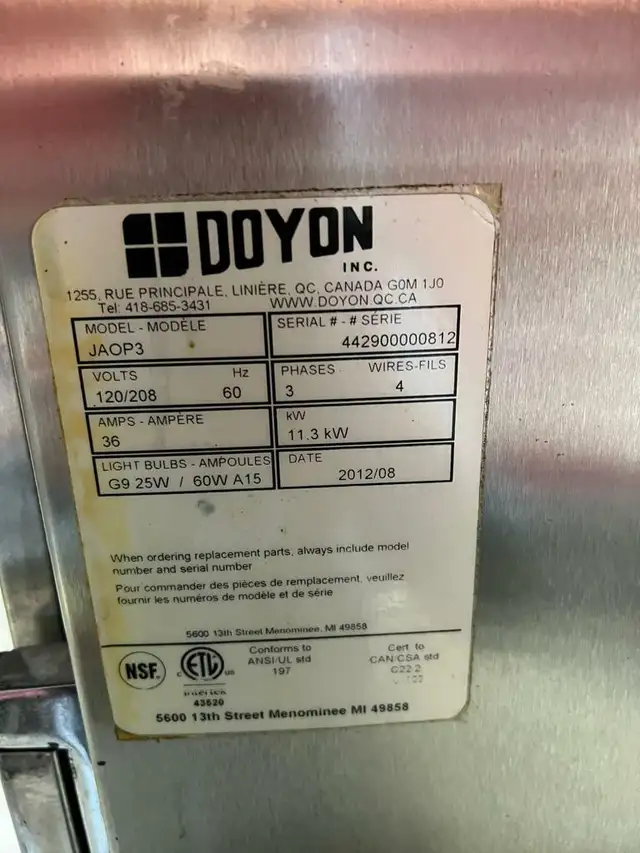 DOYON
INC.
1255, RUE PRINCIPALE, LINIÈRE, QC, CANADA G0M 1J0
Tel: 418-685-3431 WWW.DOYON.QC.CA
MODEL - MODÈLE SERIAL # - # SÉRIE
JAOP3 442900000812
VOLTS Hz PHASES WIRES-FILS
120/208 60 3 4
AMPS - AMPÈRE kW
36 11.3 kW
LIGHT BULBS - AMPOULES DATE
G9 25W / 60W A15 2012/08
When ordering replacement parts, always include model
number and serial number
Pour commander des pièces de remplacement, veuillez
fournir les numéros de modèle et de série
5600 13th Street Menominee, MI 49858
NSF. C ETL US Conforms to Cert to
ANSI/UL std CAN/CSA std
Intertek 197 C22.2
43620
5600 13th Street Menominee MI 49858